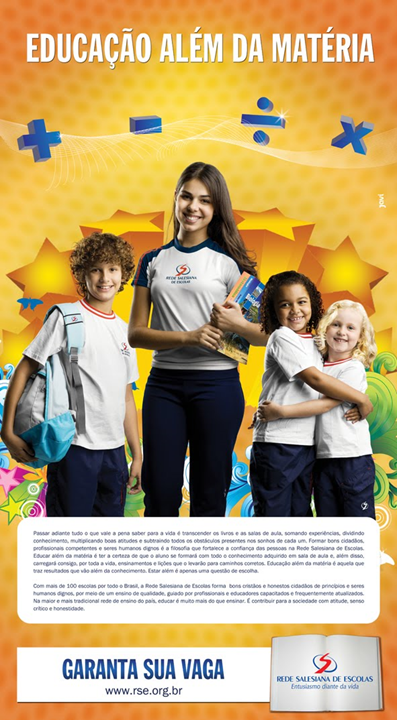 EDUCAÇÃO ALÉM DA MATÉRIA
+ - ÷ x
REDE SALESIANA
DE ESCOLAS
Passar adiante tudo o que vale a pena saber para a vida é transcender os livros e as salas de aula, somando experiências, dividindo
conhecimento, multiplicando boas atitudes e subtraindo todos os obstáculos presentes nos sonhos de cada um. Formar bons cidadãos,
profissionais competentes e seres humanos dignos é a filosofia que fortalece a confiança das pessoas na Rede Salesiana de Escolas.
Educar além da matéria é ter a certeza de que o aluno se formará com todo o conhecimento adquirido em sala de aula e, além disso,
carregará consigo, por toda a vida, ensinamentos e lições que o levarão para caminhos corretos. Educação além da matéria é aquela que
traz resultados que vão além do conhecimento. Estar além é apenas uma questão de escolha.
Com mais de 100 escolas por todo o Brasil, a Rede Salesiana de Escolas forma bons cristãos e honestos cidadãos de princípios e seres
humanos dignos, por meio de um ensino de qualidade, guiado por profissionais e educadores capacitados e frequentemente atualizados.
Na maior e mais tradicional rede de ensino do país, educar é muito mais do que ensinar. É contribuir para a sociedade com atitude, senso
crítico e honestidade.
GARANTA SUA VAGA
www.rse.org.br
REDE SALESIANA DE ESCOLAS
Entusiasmo diante da vida